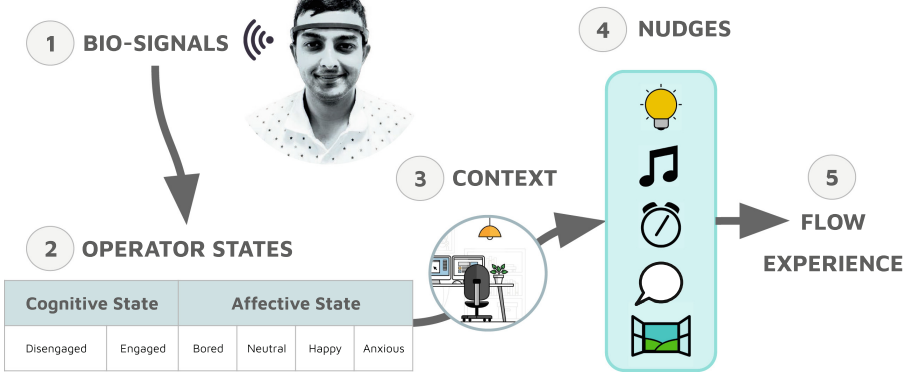 1 BIO-SIGNALS
4 NUDGES
3 CONTEXT
5
FLOW
EXPERIENCE
2 OPERATOR STATES
Cognitive State Affective State
Disengaged Engaged Bored Neutral Happy Anxious